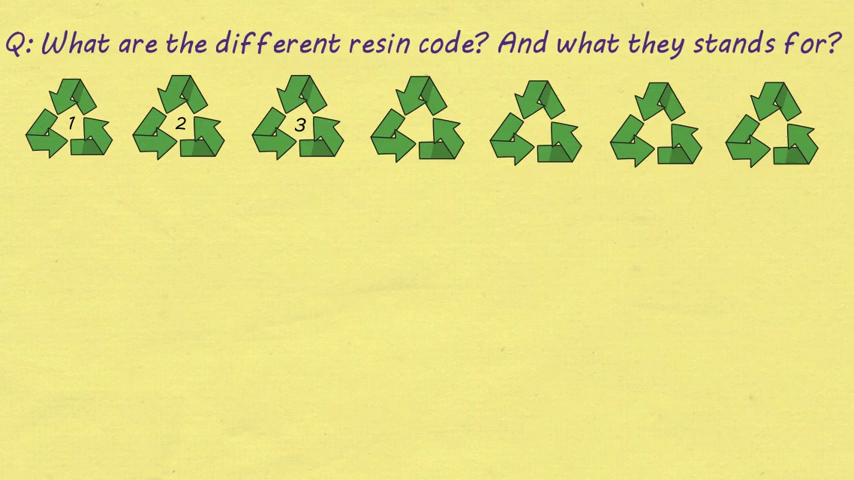 Q: What are the different resin code? And what they stands for?
1 2 3